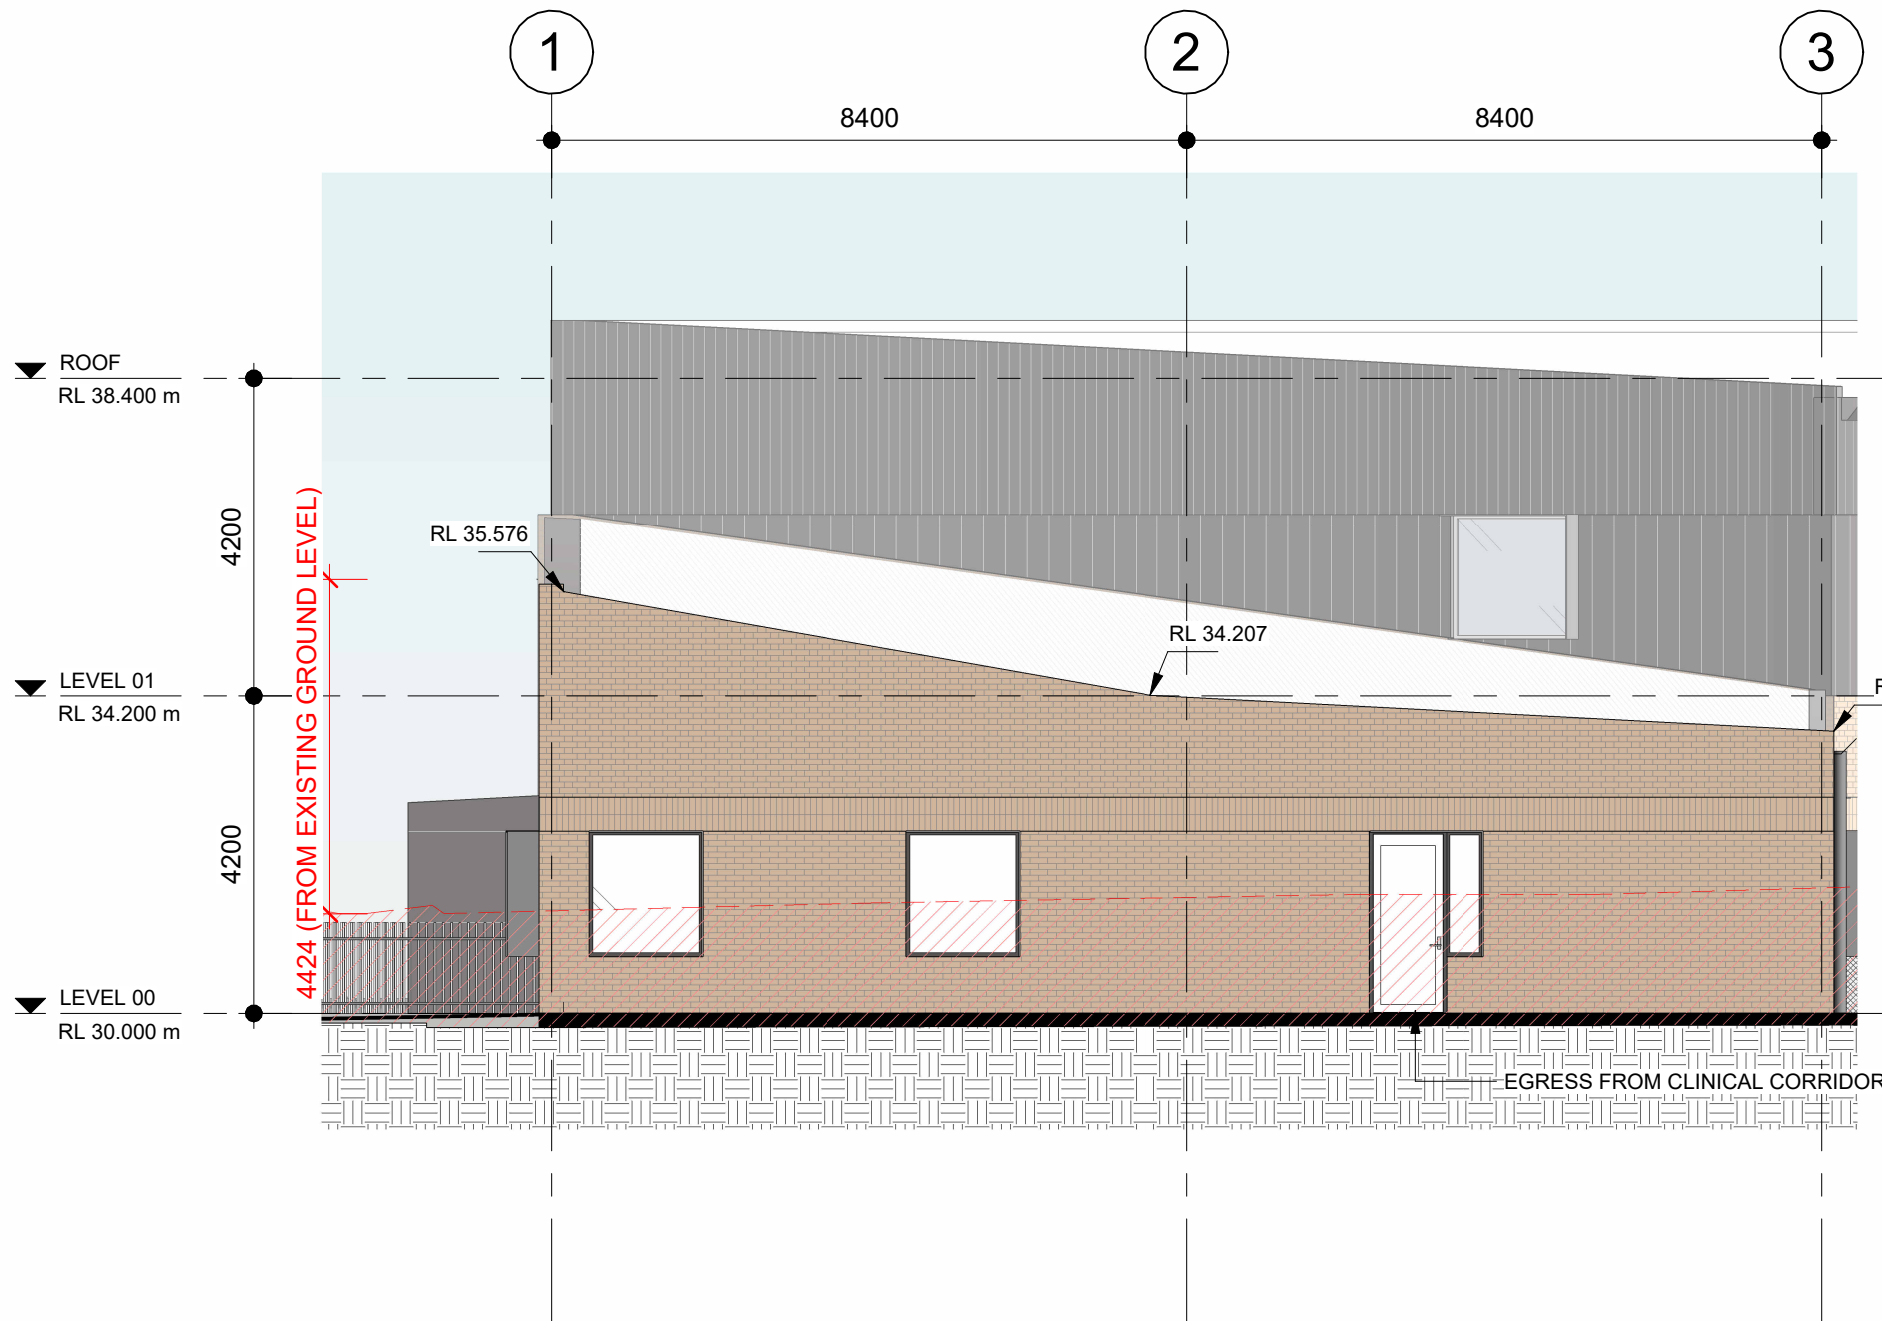 1
2
3
8400
8400
ROOF
RL 38.400 m
4200
4424 (FROM EXISTING GROUND LEVEL)
RL 35.576
RL 34.207
LEVEL 01
RL 34.200 m
4200
LEVEL 00
RL 30.000 m
EGRESS FROM CLINICAL CORRIDOR